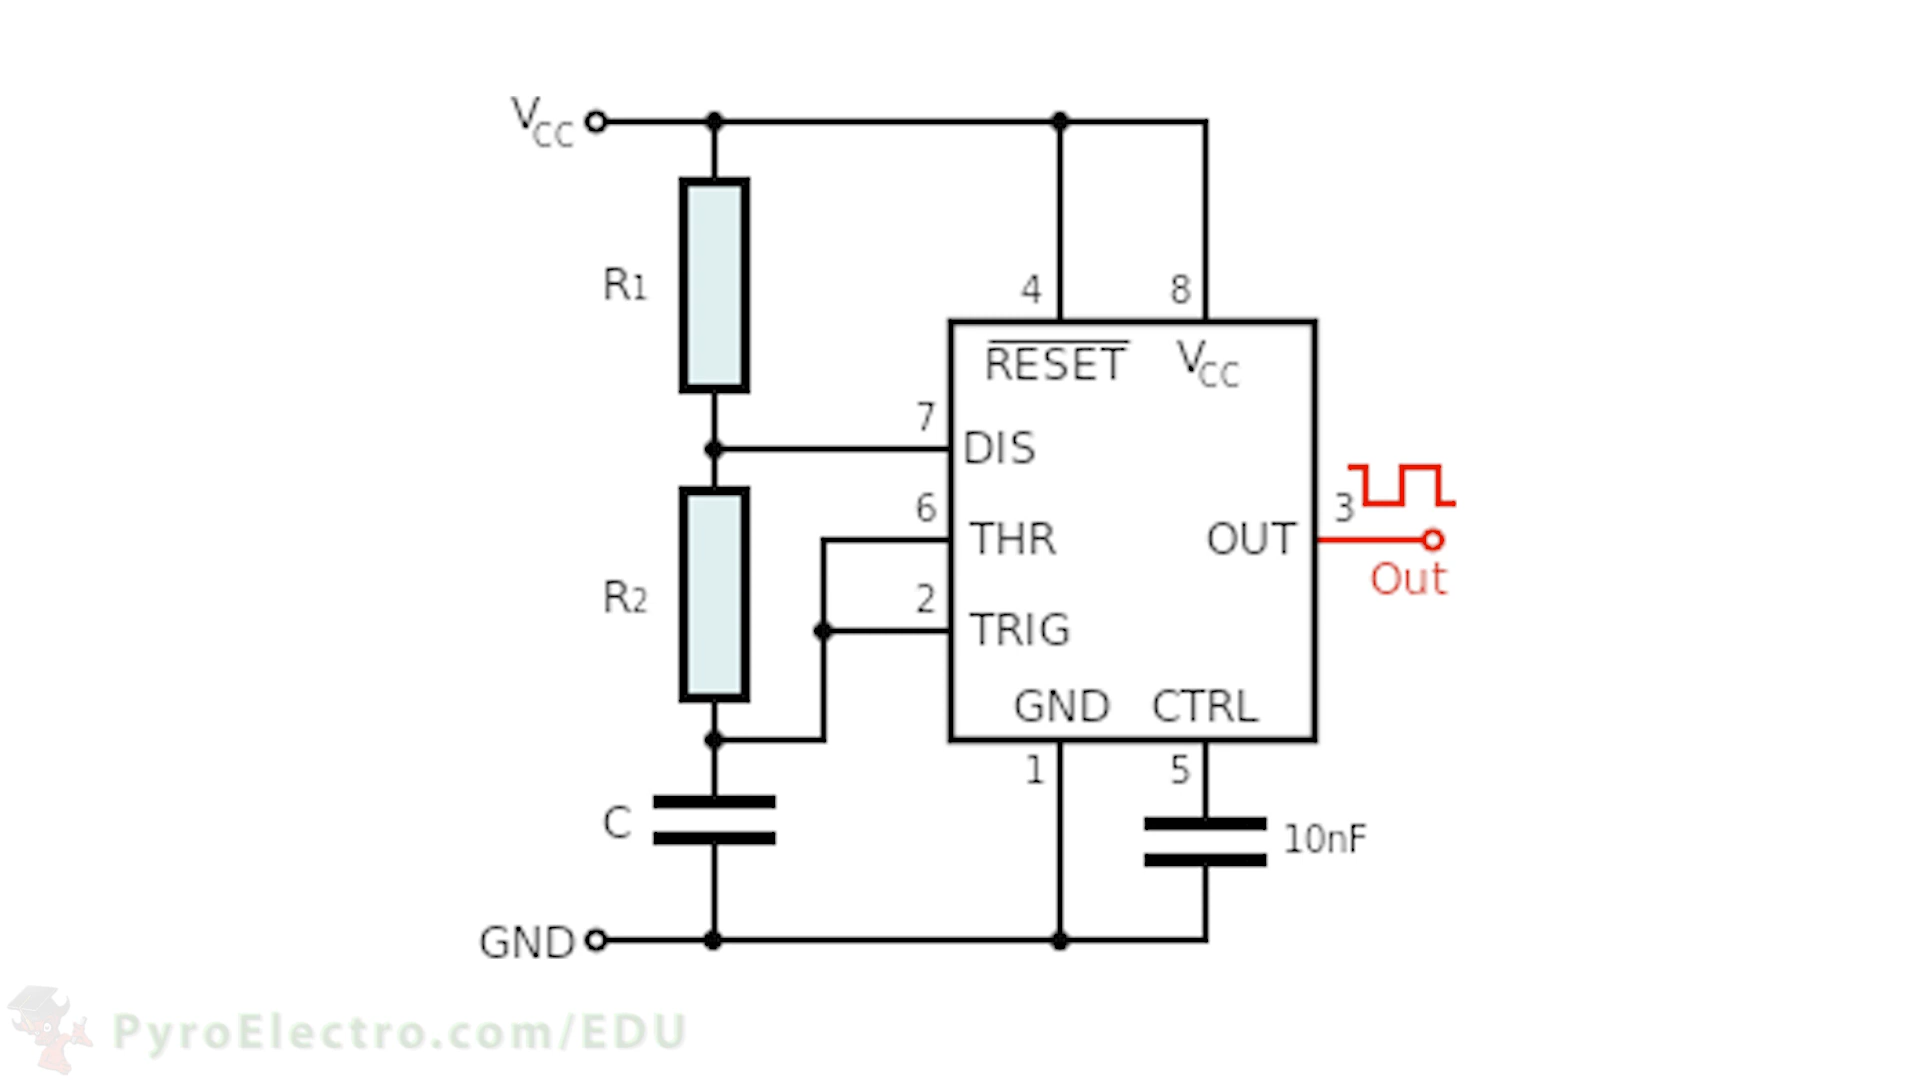 VCC
R1
4
8
RESET
VCC
7
DIS
6
THR
3
OUT
Out
R2
2
TRIG
GND
CTRL
1
5
C
10nF
GND
PyroElectro.com/EDU